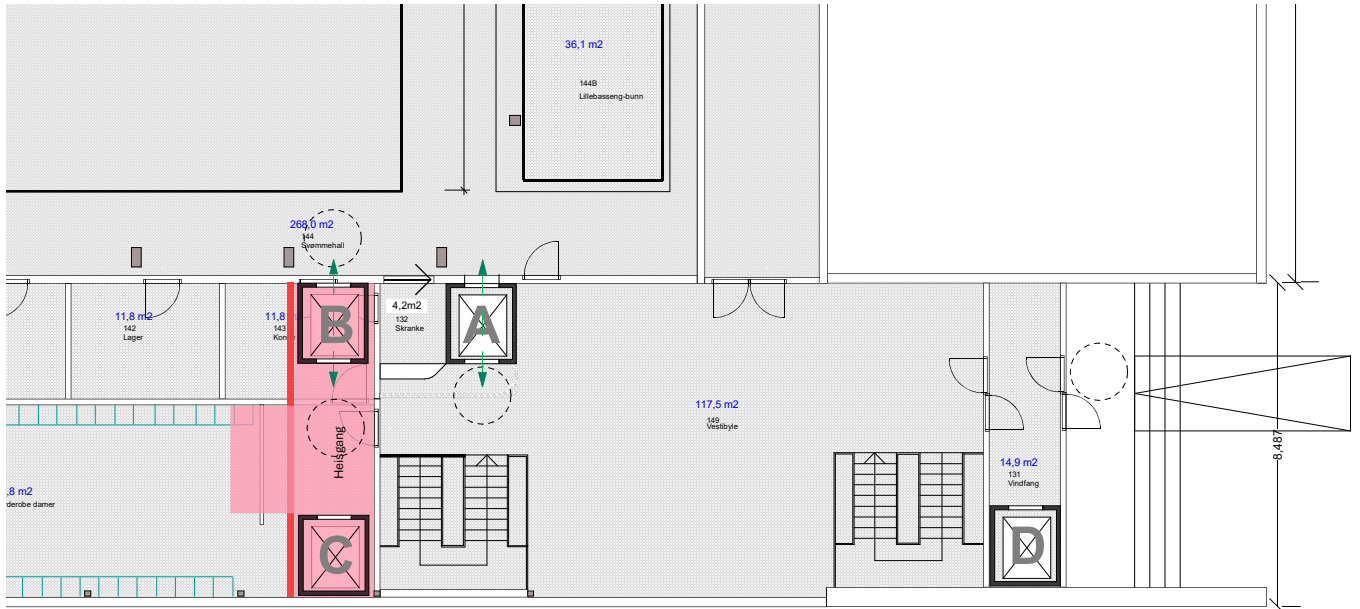 36,1 m2
144B
Lillebasseng-bunn
268,0 m2
144
Svømmehall
11,8 m2
142
Lager
11,8
143
Kon
B
4,2m2
132
Skranke
A
117,5 m2
149
Vestibyle
Heisgang
8,487
14,9 m2
131
Vindfang
,8 m2
derobe damer
C
D